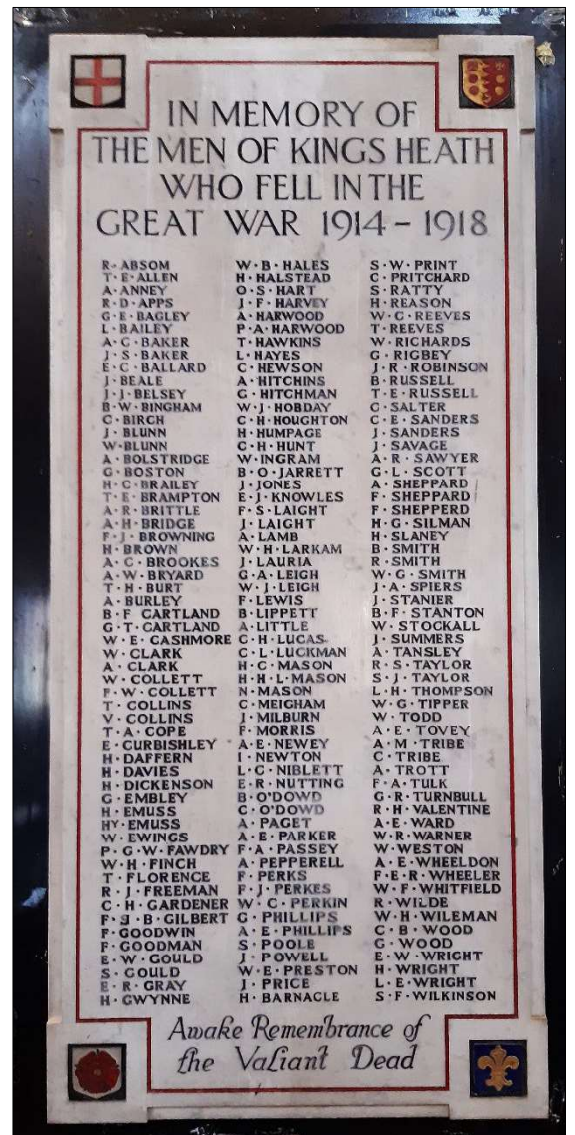 IN MEMORY OF
THE MEN OF KINGS HEATH
WHO FELL IN THE
GREAT WAR 1914 - 1918
R · ABSOM
T · E · ALLEN
A · ANNEY
R · D · APPS
G · E · BAGLEY
L · BAILEY
A · C · BAKER
J · S · BAKER
E · C · BALLARD
J · BEALE
J · J · BELSEY
B · W · BINGHAM
C · BIRCH
J · BLUNN
W · BLUNN
A · BOLSTRIDGE
G · BOSTON
H · C · BRAILEY
T · E · BRAMPTON
A · R · BRITTLE
A · H · BRIDGE
F · J · BROWNING
H · BROWN
A · C · BROOKES
A · W · BRYARD
T · H · BURT
A · BURLEY
B · F CARTLAND
G · T · CARTLAND
W · E · CASHMORE
W · CLARK
A · CLARK
W · COLLETT
F · W · COLLETT
T · COLLINS
V · COLLINS
T · A · COPE
E · CURBISHLEY
H · DAFFERN
H · DAVIES
H · DICKENSON
G · EMBLEY
H · EMUSS
HY · EMUSS
W · EWINGS
P · G · W · FAWDRY
W · H · FINCH
T · FLORENCE
R · J · FREEMAN
C · H · GARDENER
F · J · B · GILBERT
F · GOODWIN
F · GOODMAN
E · W · GOULD
S · GOULD
E · R · GRAY
H · GWYNNE
W · B · HALES
H · HALSTEAD
O · S · HART
J · F · HARVEY
A · HARWOOD
P · A · HARWOOD
T · HAWKINS
L · HAYES
C · HEWSON
A · HITCHINS
G · HITCHMAN
W · J · HOBDAY
C · H · HOUGHTON
H · HUMPAGE
C · H · HUNT
W · INGRAM
B · O · JARRETT
J · JONES
E · J · KNOWLES
F · S · LAIGHT
J · LAIGHT
A · LAMB
W · H · LARKAM
J · LAURIA
G · A · LEIGH
W · J · LEIGH
F · LEWIS
B · LIPPETT
A · LITTLE
C · H · LUCAS
C · L · LUCKMAN
H · C · MASON
H · H · L · MASON
N · MASON
C · MEIGHAM
J · MILBURN
F · MORRIS
A · E · NEWEY
I · NEWTON
L · G · NIBLETT
E · R · NUTTING
B · O'DOWD
C · O'DOWD
A · PAGET
A · E · PARKER
F · A · PASSEY
A · PEPPERELL
F · PERKS
F · J · PERKES
W · C · PERKIN
G · PHILLIPS
A · E · PHILLIPS
S · POOLE
J · POWELL
W · E · PRESTON
J · PRICE
H · BARNACLE
S · W · PRINT
C · PRITCHARD
S · RATTY
H · REASON
W · C · REEVES
T · REEVES
W · RICHARDS
G · RIGBEY
J · R · ROBINSON
B · RUSSELL
T · E · RUSSELL
C · SALTER
C · E · SANDERS
J · SANDERS
J · SAVAGE
A · R · SAWYER
G · L · SCOTT
A · SHEPPARD
F · SHEPPARD
F · SHEPPERD
H · G · SILMAN
H · SLANEY
B · SMITH
R · SMITH
W · G · SMITH
J · A · SPIERS
J · STANIER
B · F · STANTON
W · STOCKALL
J · SUMMERS
A · TANSLEY
R · S · TAYLOR
S · J · TAYLOR
L · H · THOMPSON
W · G · TIPPER
W · TODD
A · E · TOVEY
A · M · TRIBE
C · TRIBE
A · TROTT
F · A · TULK
G · R · TURNBULL
R · H · VALENTINE
A · E · WARD
W · R · WARNER
W · WESTON
A · E · WHEELDON
F · E · R · WHEELER
W · F · WHITFIELD
R · WILDE
W · H · WILEMAN
C · B · WOOD
G · WOOD
E · W · WRIGHT
H · WRIGHT
L · E · WRIGHT
S · F · WILKINSON
Awake Remembrance of
the Valiant Dead